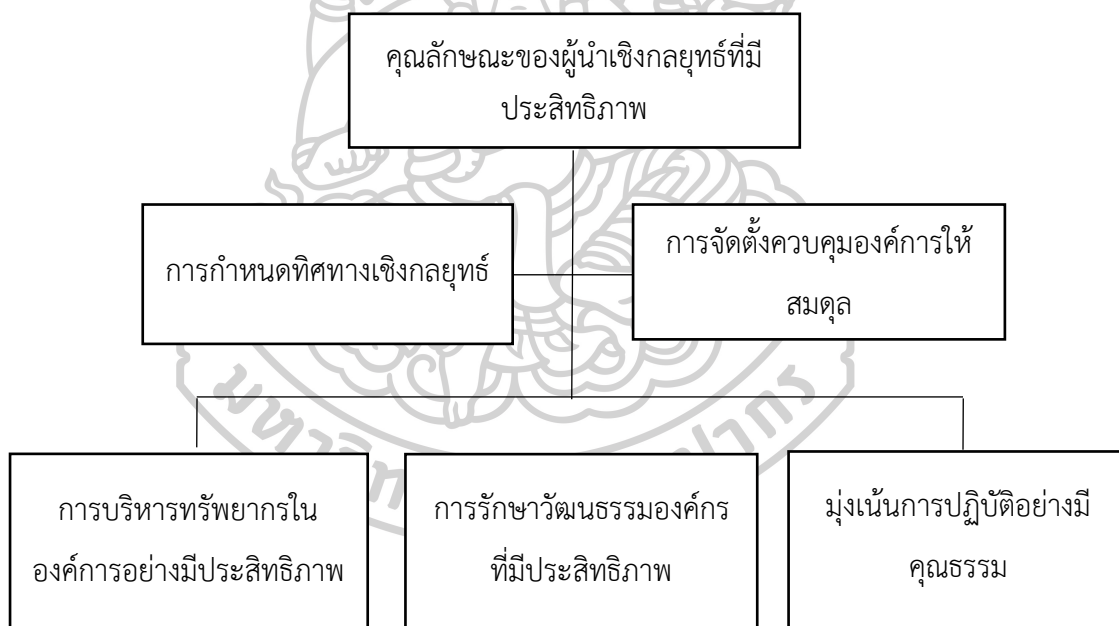 คุณลักษณะของผู้นำเชิงกลยุทธ์ที่มี
ประสิทธิภาพ
การกำหนดทิศทางเชิงกลยุทธ์
การจัดตั้งควบคุมองค์การให้
สมดุล
การบริหารทรัพยากรใน
องค์การอย่างมีประสิทธิภาพ
การรักษาวัฒนธรรมองค์กร
ที่มีประสิทธิภาพ
มุ่งเน้นการปฏิบัติอย่างมี
คุณธรรม